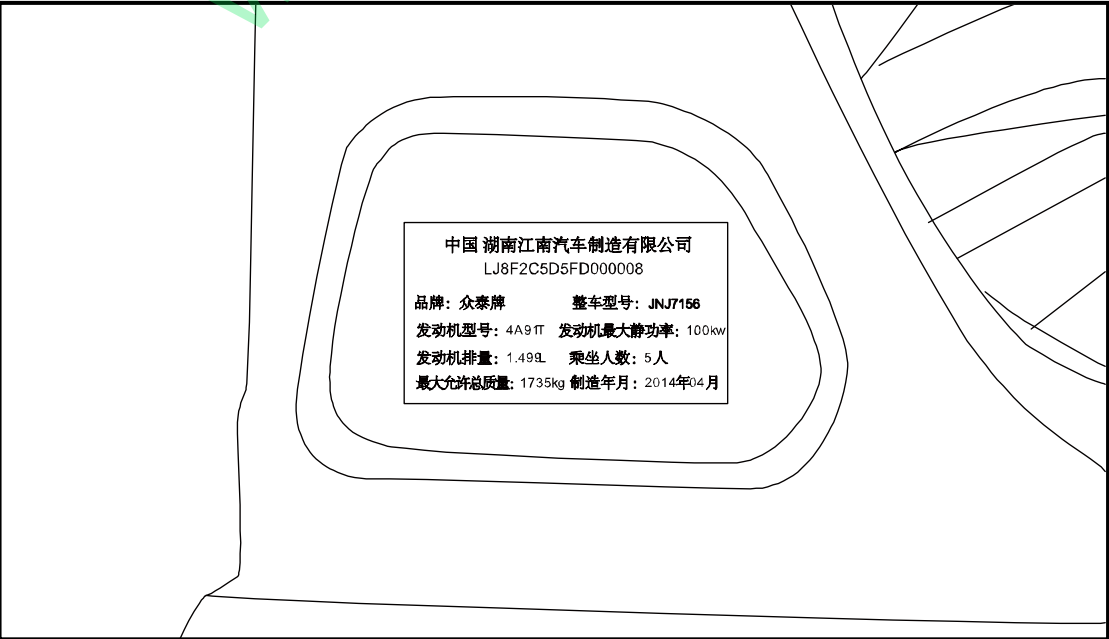 中国 湖南江南汽车制造有限公司
LJ8F2C5D5FD000008
品牌：众泰牌 整车型号：JNJ7156
发动机型号：4A91T 发动机最大静功率：100kw
发动机排量：1.499L 乘坐人数：5人
最大允许总质量：1735kg 制造年月：2014年04月